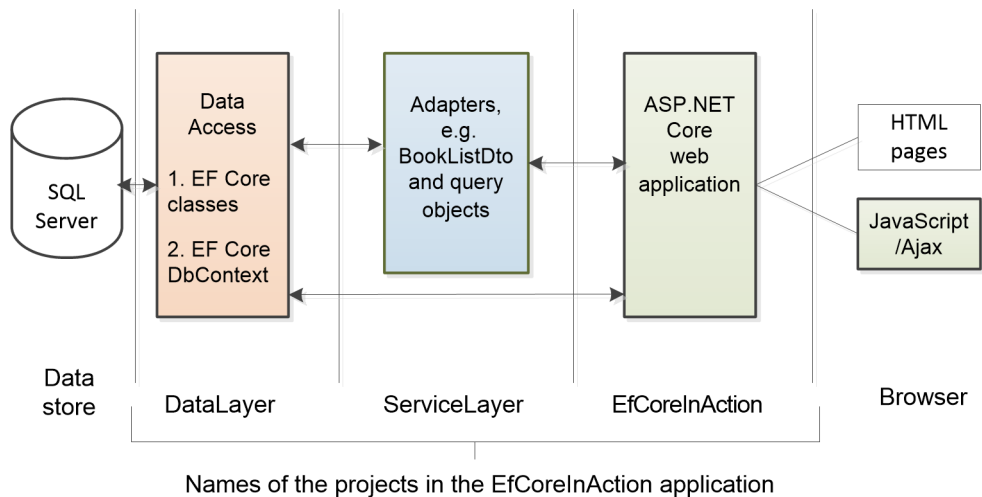 SQL
Server
Data
Access
1. EF Core
classes
2. EF Core
DbContext
Adapters,
e.g.
BookListDto
and query
objects
ASP.NET
Core
web
application
HTML
pages
JavaScript
/Ajax
Data
store
DataLayer
ServiceLayer
EfCoreInAction
Browser
Names of the projects in the EfCoreInAction application